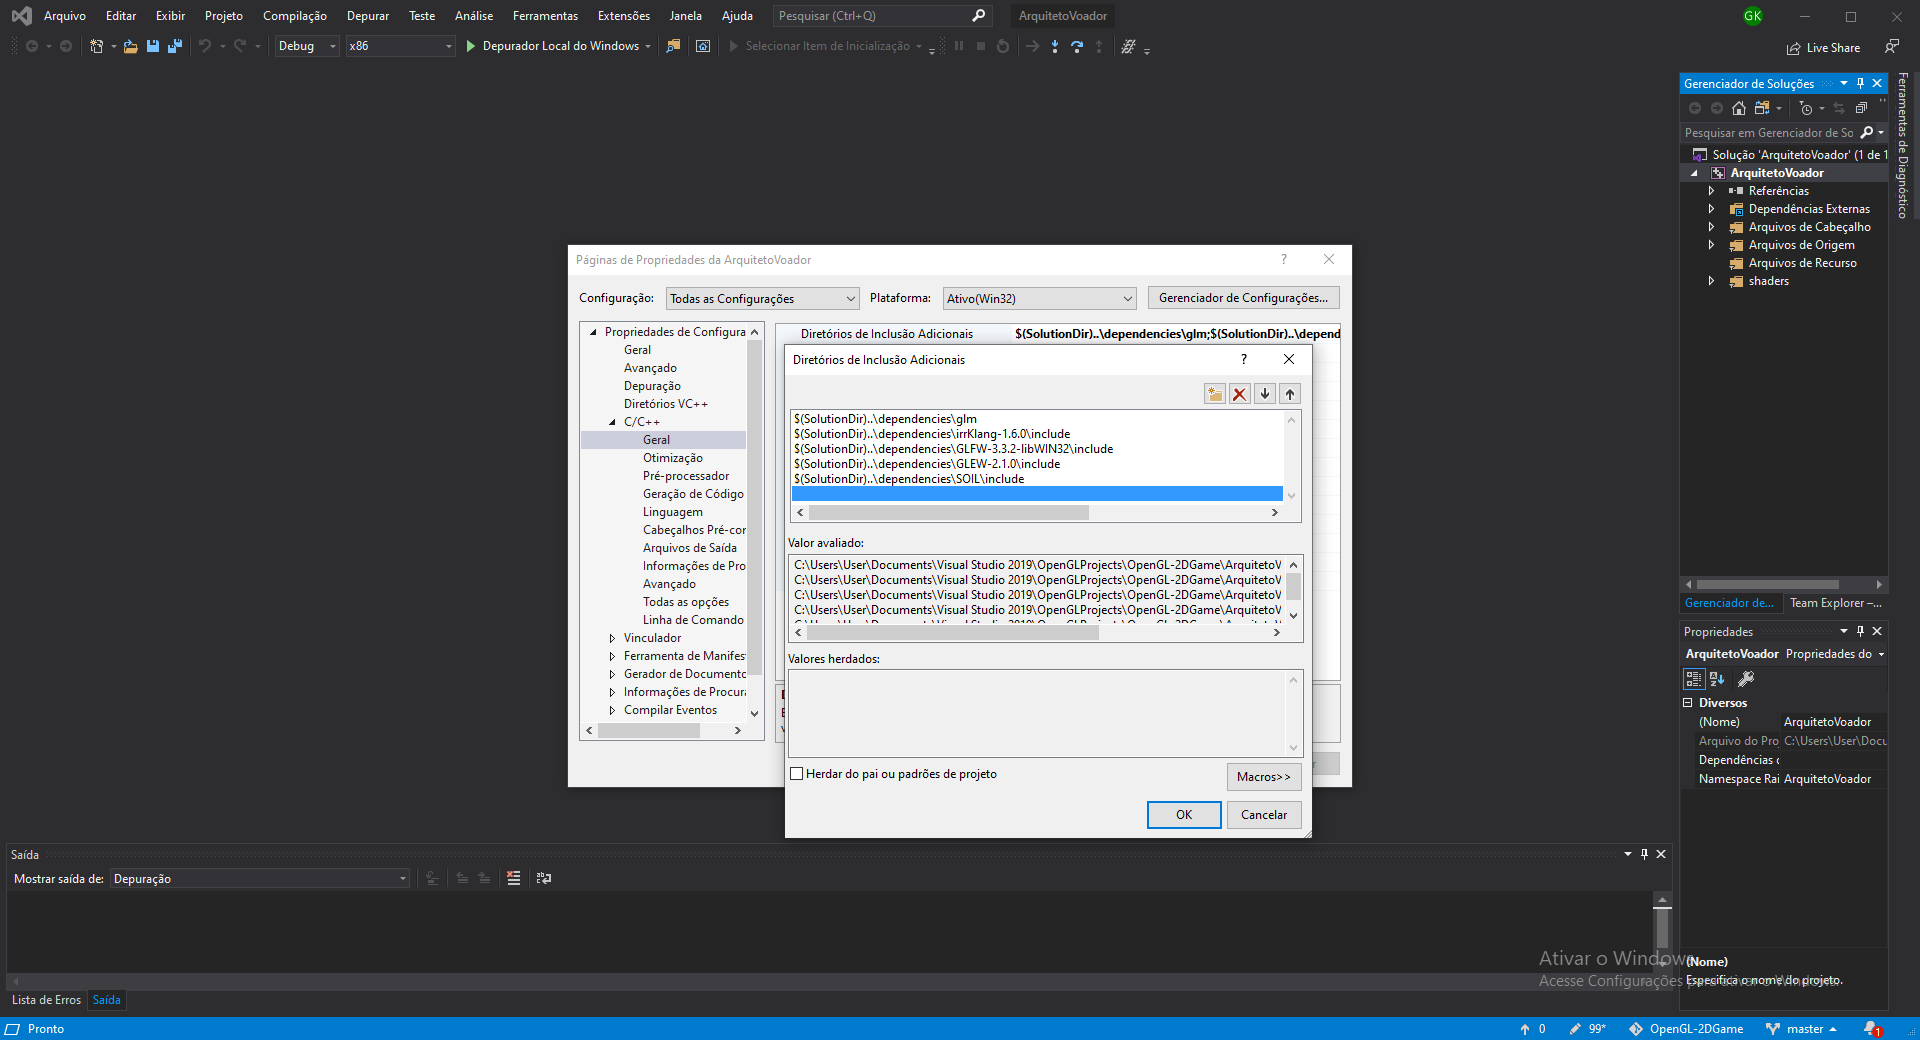 Arquivo Editar Exibir Projeto Compilação Depurar Teste Análise Ferramentas Extensões Janela Ajuda Pesquisar (Ctrl+Q) ArquitetoVoador GK
Debug x86 Depurador Local do Windows Selecionar Item de Inicialização Live Share
Gerenciador de Soluções
Pesquisar em Gerenciador de So
Solução 'ArquitetoVoador' (1 de 1
ArquitetoVoador
Referências
Dependências Externas
Arquivos de Cabeçalho
Arquivos de Origem
Arquivos de Recurso
shaders
Ferramentas de Diagnóstico
Gerenciador de... Team Explorer –...
Propriedades
ArquitetoVoador Propriedades do
Diversos
(Nome) ArquitetoVoador
Arquivo do Pro C:\Users\User\Docu
Dependências
Namespace Rai ArquitetoVoador
(Nome)
Especifica o nome do projeto.
Páginas de Propriedades da ArquitetoVoador ?
Configuração: Todas as Configurações Plataforma: Ativo(Win32) Gerenciador de Configurações...
Propriedades de Configura
Geral
Avançado
Depuração
Diretórios VC++
C/C++
Geral
Otimização
Pré-processador
Geração de Código
Linguagem
Cabeçalhos Pré-cor
Arquivos de Saída
Informações de Pro
Avançado
Todas as opções
Linha de Comando
Vinculador
Ferramenta de Manifes
Gerador de Documento
Informações de Procura
Compilar Eventos
Diretórios de Inclusão Adicionais $(SolutionDir)..\dependencies\glm;$(SolutionDir)..\depend
Diretórios de Inclusão Adicionais ?
$(SolutionDir)..\dependencies\glm
$(SolutionDir)..\dependencies\irrKlang-1.6.0\include
$(SolutionDir)..\dependencies\GLFW-3.3.2-libWIN32\include
$(SolutionDir)..\dependencies\GLEW-2.1.0\include
$(SolutionDir)..\dependencies\SOIL\include
Valor avaliado:
C:\Users\User\Documents\Visual Studio 2019\OpenGLProjects\OpenGL-2DGame\ArquitetoV
C:\Users\User\Documents\Visual Studio 2019\OpenGLProjects\OpenGL-2DGame\ArquitetoV
C:\Users\User\Documents\Visual Studio 2019\OpenGLProjects\OpenGL-2DGame\ArquitetoV
C:\Users\User\Documents\Visual Studio 2019\OpenGLProjects\OpenGL-2DGame\ArquitetoV
Valores herdados:
Herdar do pai ou padrões de projeto
Macros>>
OK Cancelar
Saída
Mostrar saída de: Depuração
Ativar o Windows
Acesse Configurações para ativar o Windows.
Lista de Erros Saída
Pronto 0 99* OpenGL-2DGame master 1